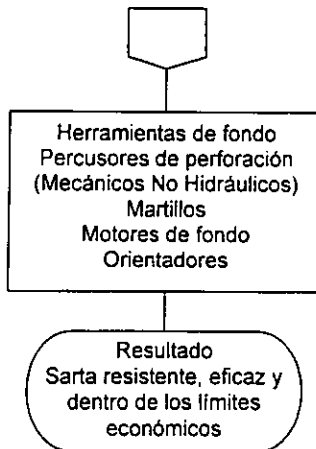 Herramientas de fondo
Percusores de perforación
(Mecánicos No Hidráulicos)
Martillos
Motores de fondo
Orientadores
Resultado
Sarta resistente, eficaz y
dentro de los límites
económicos